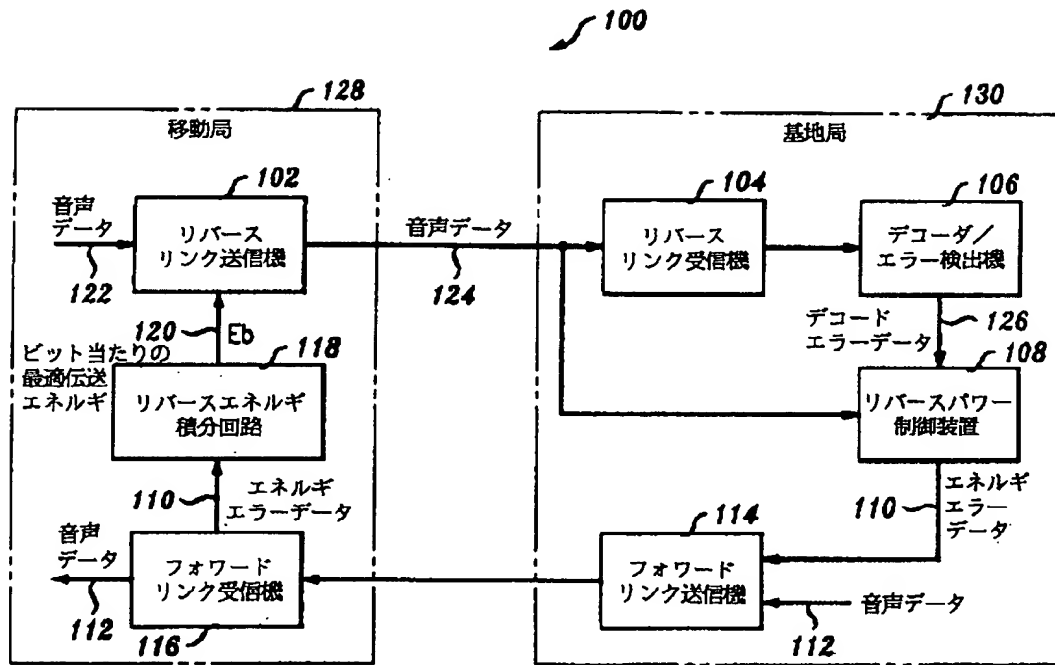 100
128
移動局
130
基地局
音声
データ
122
102
リバース
リンク送信機
音声データ
124
104
リバース
リンク受信機
106
デコーダ/
エラー検出機
120
Eb
ビット当たりの
最適伝送
エネルギ
118
リバースエネルギ
積分回路
デコード
エラーデータ
126
108
リバースパワー
制御装置
110
エネルギ
エラーデータ
110
エネルギ
エラー
データ
音声
データ
112
フォワード
リンク受信機
116
114
フォワード
リンク送信機
音声データ
112